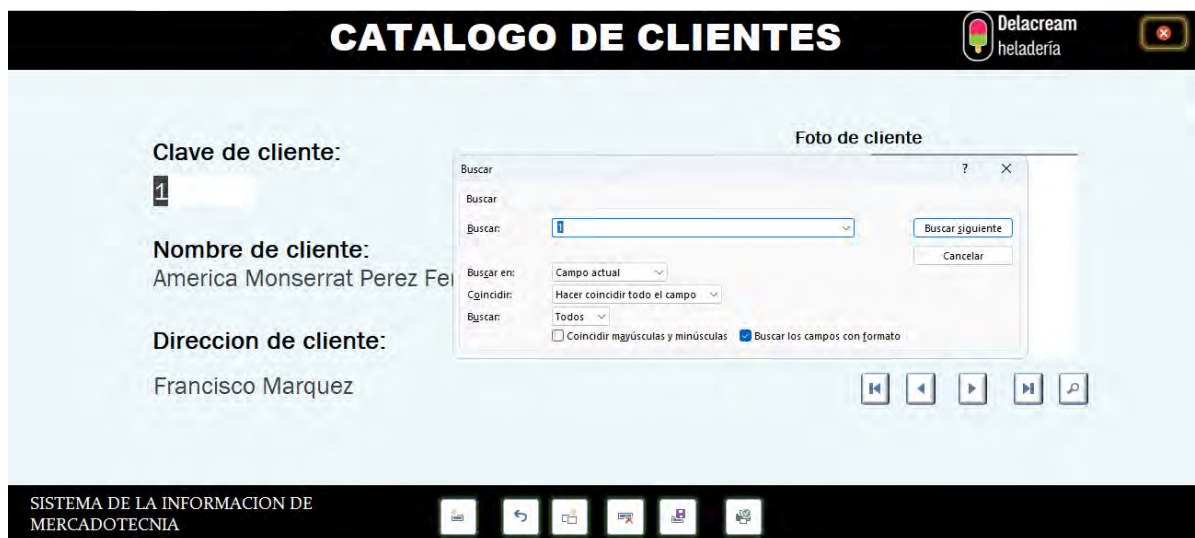 CATALOGO DE CLIENTES
Delacream
heladería
Foto de cliente
Clave de cliente:
1
Nombre de cliente:
America Monserrat Perez
Direccion de cliente:
Francisco Marquez
Buscar
? X
Buscar
Buscar:
1
Buscar siguiente
Cancelar
Buscar en:
Campo actual
Coincidir:
Hacer coincidir todo el campo
Buscar:
Todos
Coincidir mayúsculas y minúsculas
Buscar los campos con formato
SISTEMA DE LA INFORMACION DE
MERCADOTECNIA